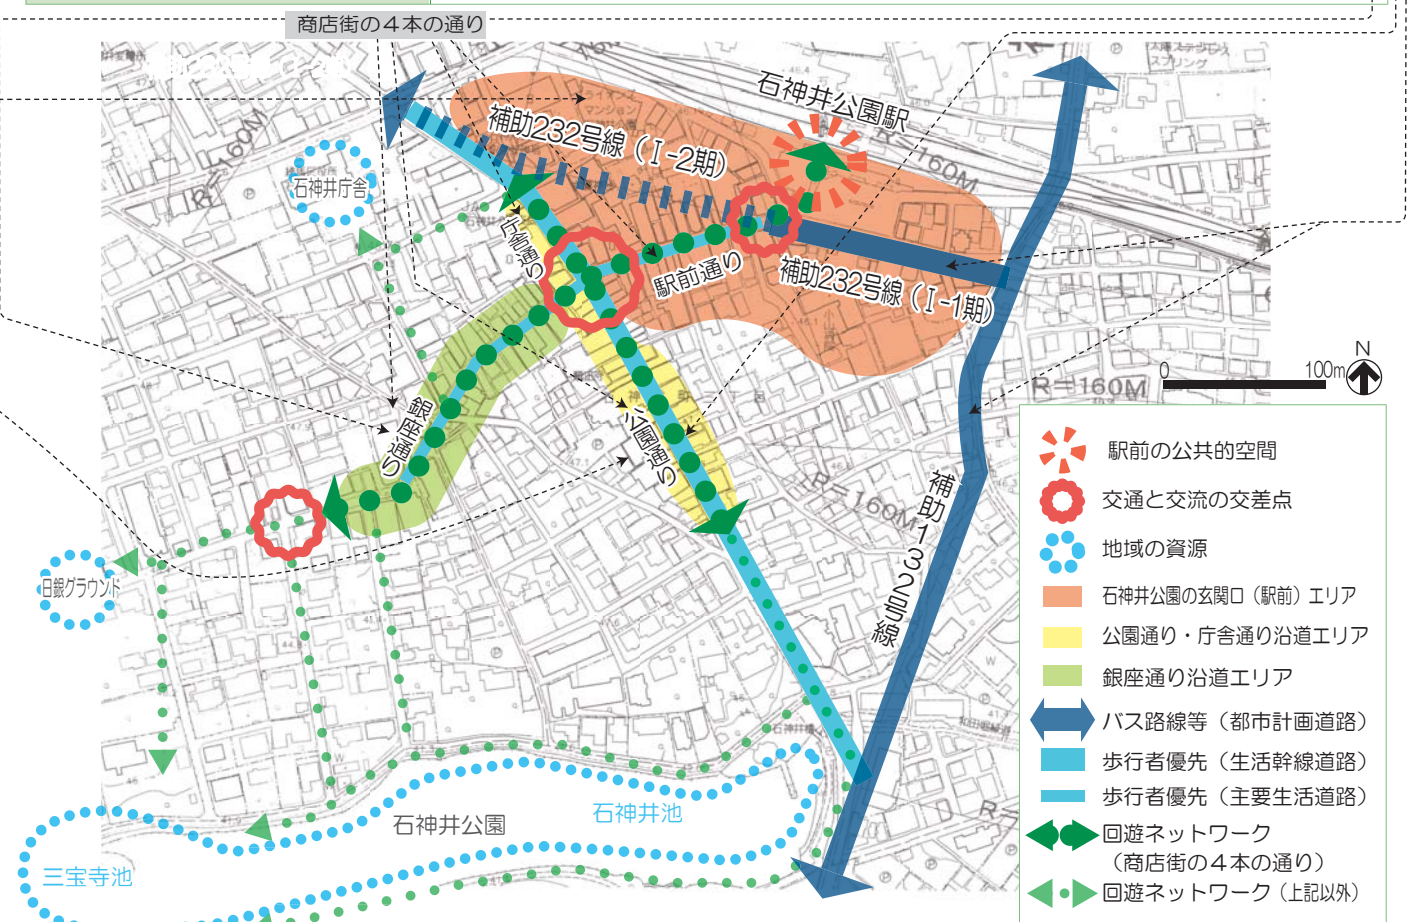 商店街の４本の通り
石神井公園駅
補助232号線（Ⅰ-2期）
R=160M
R=160M
石神井庁舎
庁舎通り
駅前通り
補助232号線（Ⅰ-1期）
N
0 100m
R=160M
銀座通り
公園通り
R=160M
補助132号線
日銀グラウンド
石神井公園
石神井池
三宝寺池
駅前の公共的空間
交通と交流の交差点
地域の資源
石神井公園の玄関口（駅前）エリア
公園通り・庁舎通り沿道エリア
銀座通り沿道エリア
バス路線等（都市計画道路）
歩行者優先（生活幹線道路）
歩行者優先（主要生活道路）
回遊ネットワーク
（商店街の４本の通り）
回遊ネットワーク（上記以外）